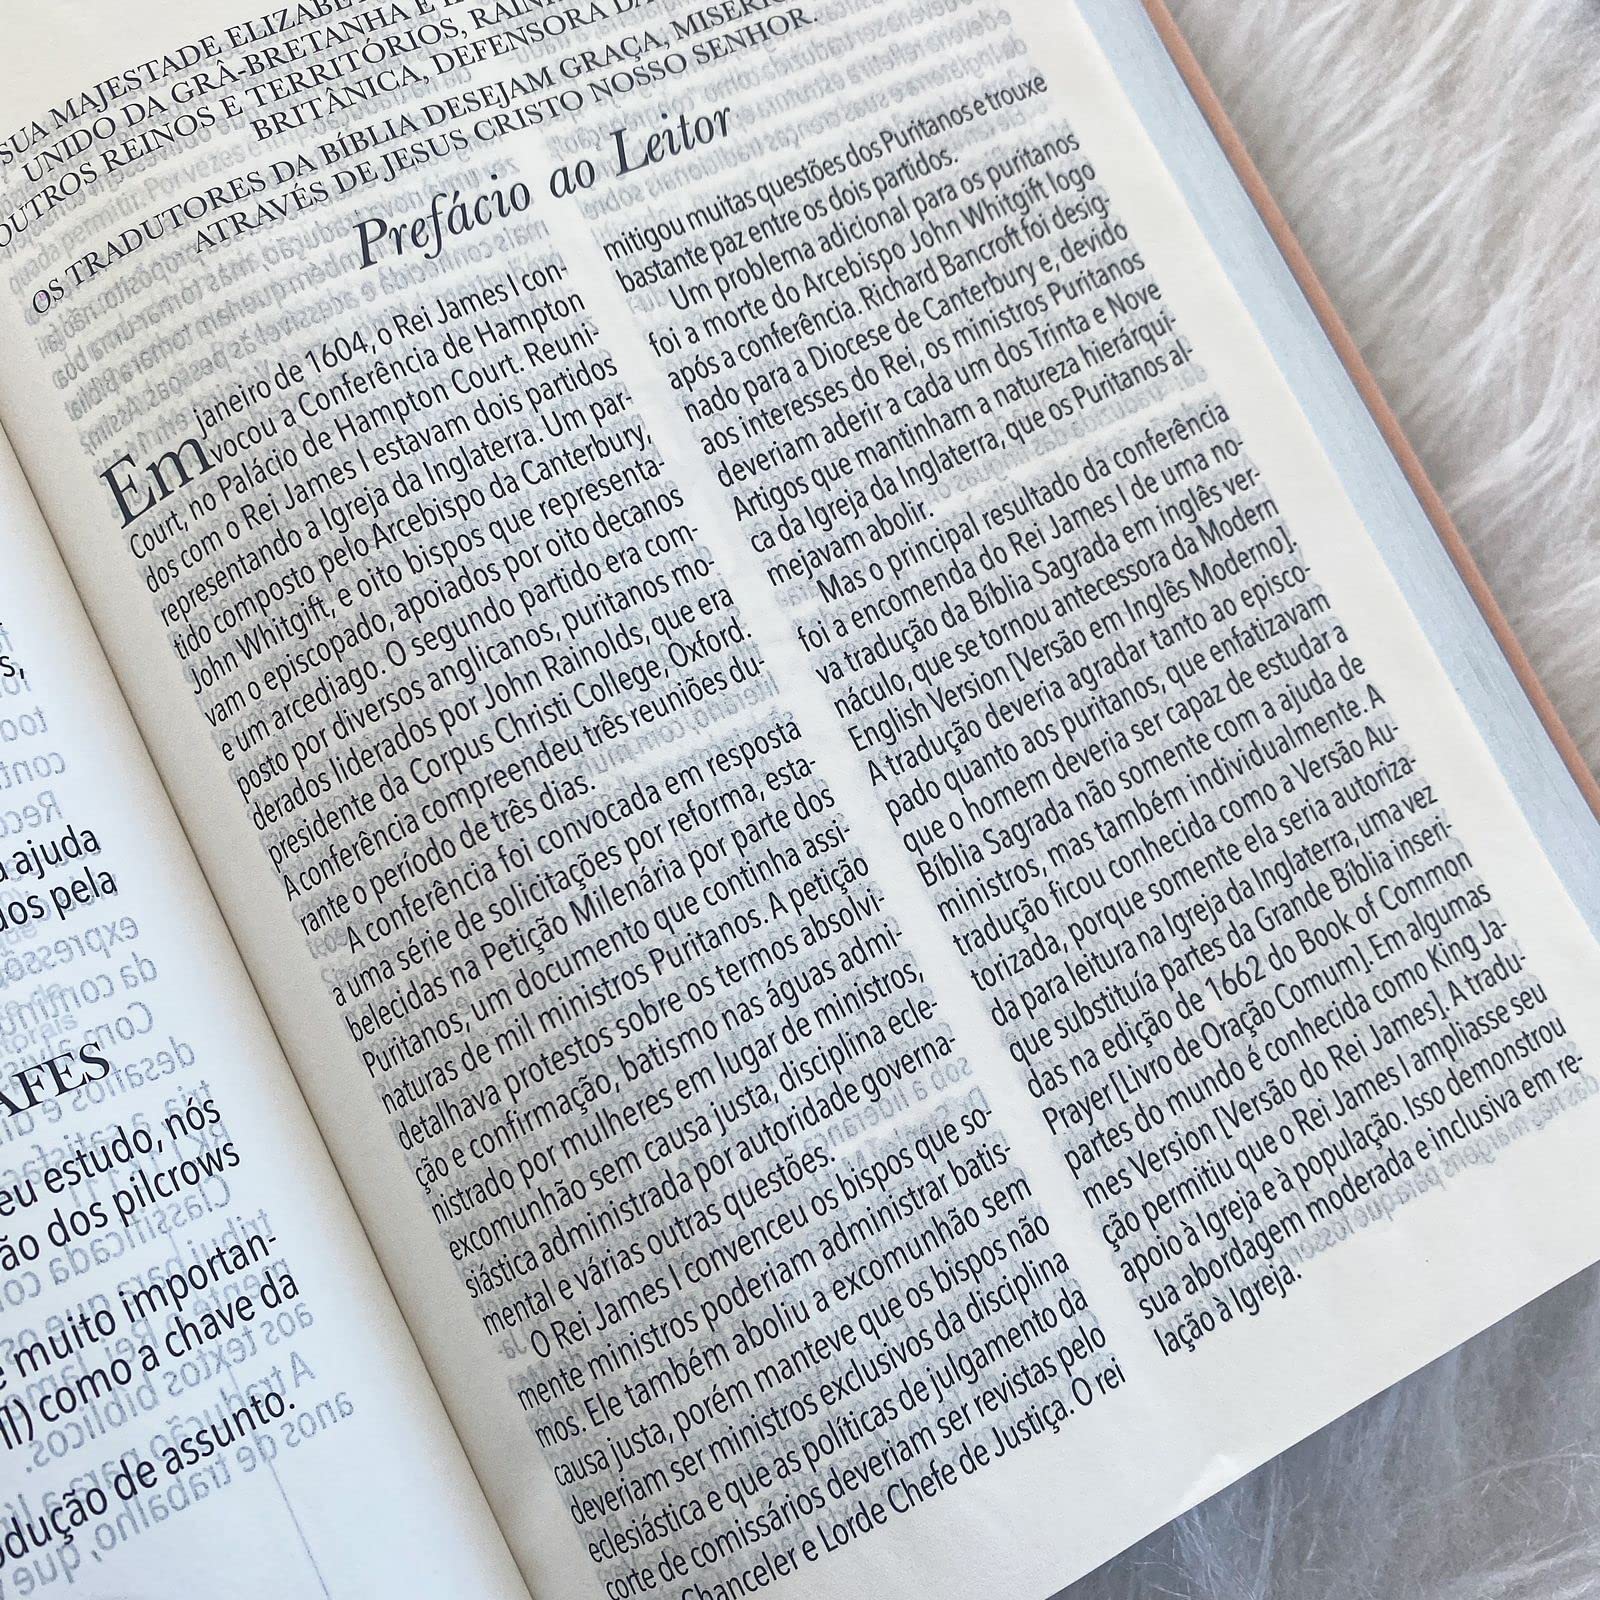 s,
a ajuda
dos pela
AFES
eu estudo, nós
ão dos pilcrows
e muito importan-
II) como a chave da
odução de assunto.
SUA MAJESTADE
UNIDO DA GRÃ-BRETANHA E
OUTROS REINOS E TERRITÓRIOS,
BRITÂNICA, DEFENSORA DA
OS TRADUTORES DA BÍBLIA DESEJAM GRAÇA,
ATRAVÉS DE JESUS CRISTO NOSSO SENHOR.
Prefácio ao Leitor
Em janeiro de 1604, o Rei James I con-
vocou a Conferência de Hampton
Court, no Palácio de Hampton Court. Reuni-
dos com o Rei James I estavam dois partidos
representando a Igreja da Inglaterra. Um par-
tido composto pelo Arcebispo da Canterbury,
John Whitgift, e oito bispos que representa-
vam o episcopado, apoiados por oito decanos
e um arcediago. O segundo partido era com-
posto por diversos anglicanos, puritanos mo-
derados liderados por John Rainolds, que era
presidente da Corpus Christi College, Oxford.
A conferência compreendeu três reuniões du-
rante o período de três dias.
A conferência foi convocada em resposta
a uma série de solicitações por reforma, esta-
belecidas na Petição Milenária por parte dos
Puritanos, um documento que continha assi-
naturas de mil ministros Puritanos. A petição
detalhava protestos sobre os termos absolvi-
ção e confirmação, batismo nas águas admi-
nistrado por mulheres em lugar de ministros,
excomunhão sem causa justa, disciplina ecle-
siástica administrada por autoridade governa-
mental e várias outras questões.
O Rei James I convenceu os bispos que so-
mente ministros poderiam administrar batis-
mos. Ele também aboliu a excomunhão sem
causa justa, porém manteve que os bispos não
deveriam ser ministros exclusivos da disciplina
eclesiástica e que as políticas de julgamento da
corte de comissários deveriam ser revistas pelo
Chanceler e Lorde Chefe de Justiça. O rei
mitigou muitas questões dos Puritanos e trouxe
bastante paz entre os dois partidos.
Um problema adicional para os puritanos
foi a morte do Arcebispo John Whitgift logo
após a conferência. Richard Bancroft foi desig-
nado para a Diocese de Canterbury e, devido
aos interesses do Rei, os ministros Puritanos
deveriam aderir a cada um dos Trinta e Nove
Artigos que mantinham a natureza hierárqui-
ca da Igreja da Inglaterra, que os Puritanos al-
mejavam abolir.
Mas o principal resultado da conferência
foi a encomenda do Rei James I de uma no-
va tradução da Bíblia Sagrada em inglês ver-
náculo, que se tornou antecessora da Modern
English Version [Versão em Inglês Moderno].
A tradução deveria agradar tanto ao episco-
pado quanto aos puritanos, que enfatizavam
que o homem deveria ser capaz de estudar a
Bíblia Sagrada não somente com a ajuda de
ministros, mas também individualmente. A
tradução ficou conhecida como a Versão Au-
torizada, porque somente ela seria autoriza-
da para leitura na Igreja da Inglaterra, uma vez
que substituía partes da Grande Bíblia inseri-
das na edição de 1662 do Book of Common
Prayer [Livro de Oração Comum]. Em algumas
partes do mundo é conhecida como King Ja-
mes Version [Versão do Rei James]. A tradu-
ção permitiu que o Rei James I ampliasse seu
apoio à Igreja e à população. Isso demonstrou
sua abordagem moderada e inclusiva em re-
lação à Igreja.